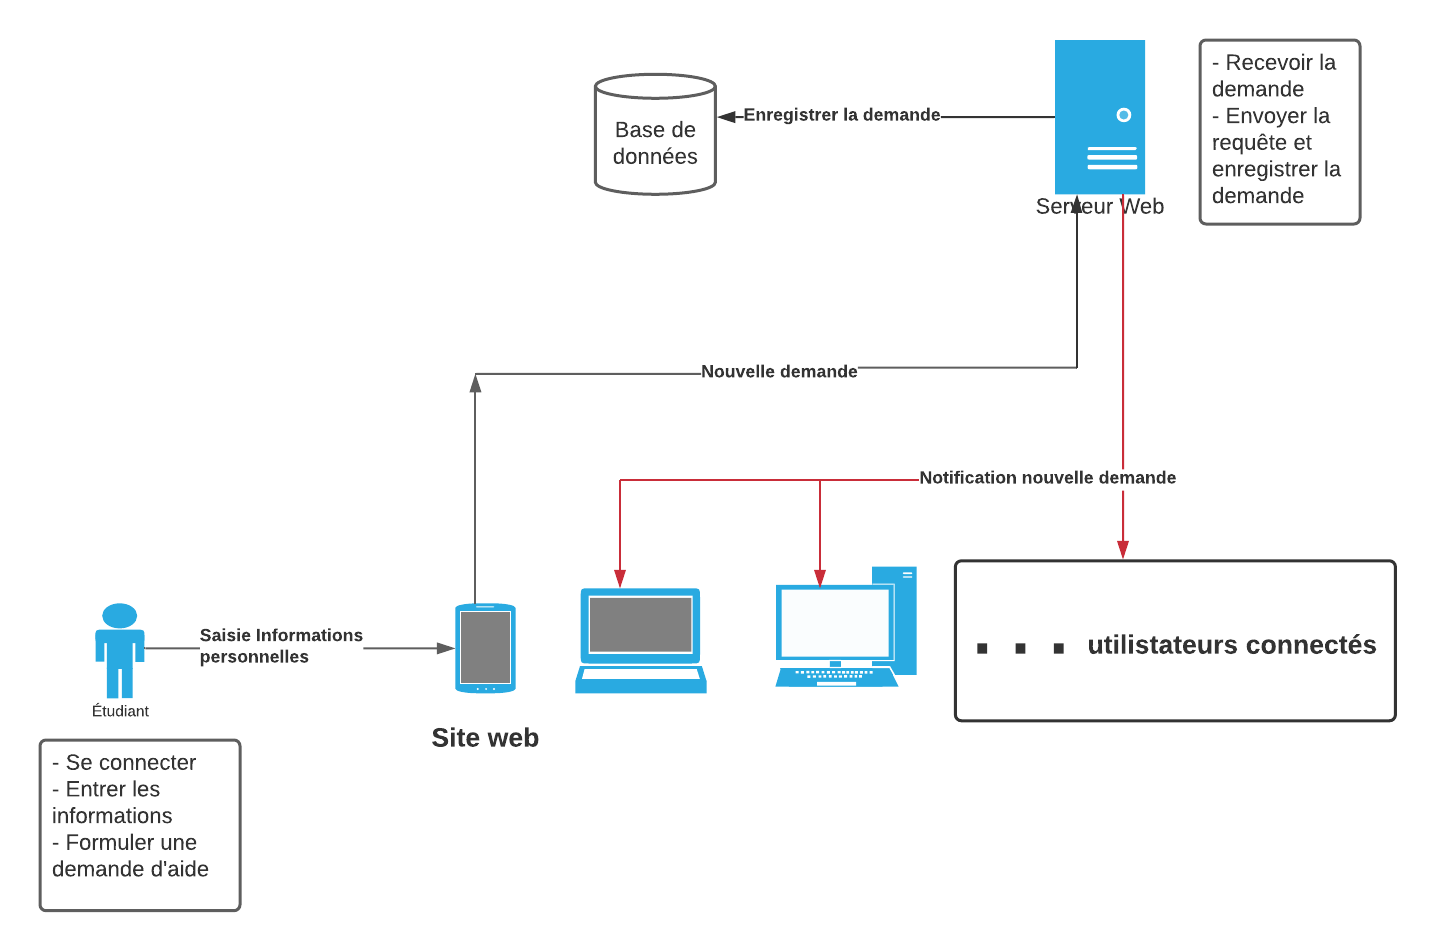 - Recevoir la
demande
- Envoyer la
requête et
enregistrer la
demande
Enregistrer la demande
Base de
données
Serveur Web
Nouvelle demande
Notification nouvelle demande
Saisie Informations
personnelles
utilistateurs connectés
Étudiant
Site web
- Se connecter
- Entrer les
informations
- Formuler une
demande d'aide